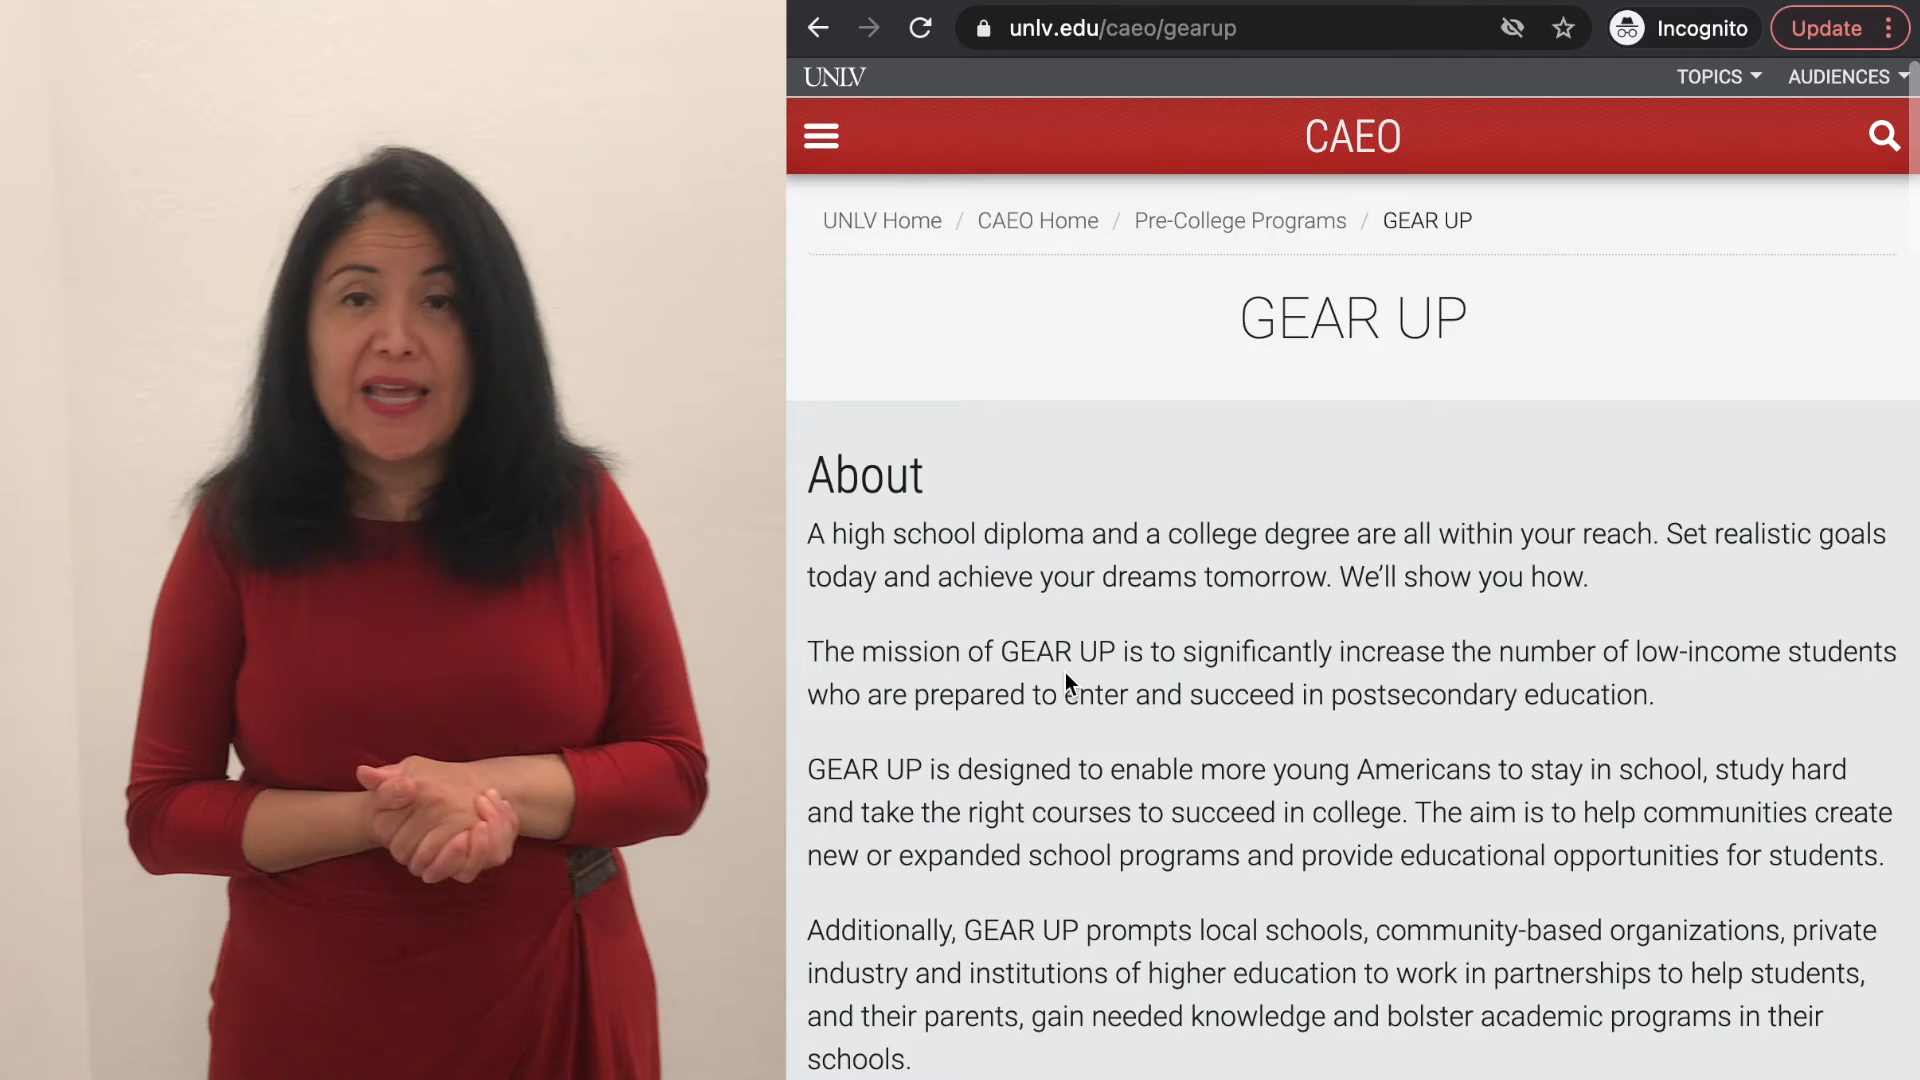 unlv.edu/caeo/gearup
Incognito
Update
UNLV
TOPICS
AUDIENCES
CAEO
UNLV Home / CAEO Home / Pre-College Programs / GEAR UP
GEAR UP
About
A high school diploma and a college degree are all within your reach. Set realistic goals
today and achieve your dreams tomorrow. We’ll show you how.
The mission of GEAR UP is to significantly increase the number of low-income students
who are prepared to enter and succeed in postsecondary education.
GEAR UP is designed to enable more young Americans to stay in school, study hard
and take the right courses to succeed in college. The aim is to help communities create
new or expanded school programs and provide educational opportunities for students.
Additionally, GEAR UP prompts local schools, community-based organizations, private
industry and institutions of higher education to work in partnerships to help students,
and their parents, gain needed knowledge and bolster academic programs in their
schools.